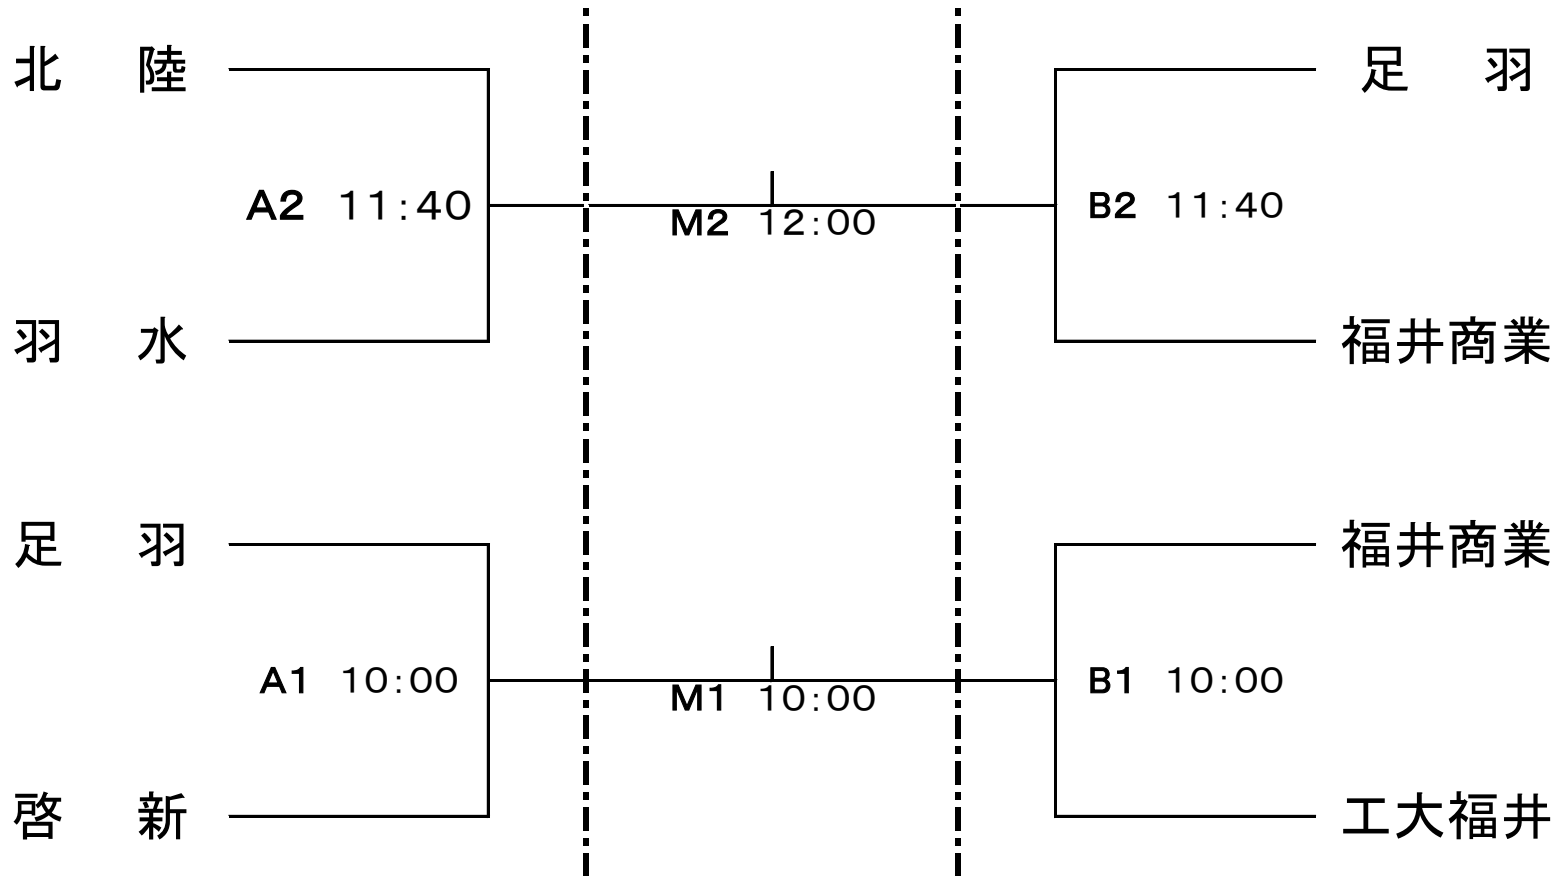 北　陸
足　羽
A2 11:40
M2 12:00
B2 11:40
羽　水
福井商業
足　羽
福井商業
A1 10:00
M1 10:00
B1 10:00
啓　新
工大福井